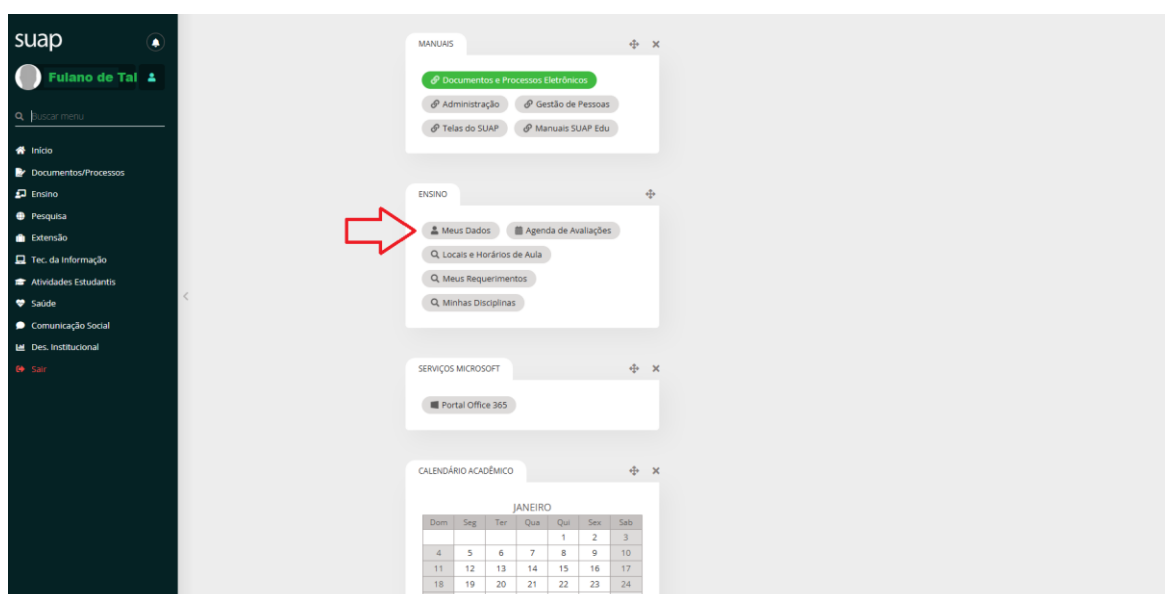 suap
Fulano de Tal
Buscar menu
Início
Documentos/Processos
Ensino
Pesquisa
Extensão
Tec. da Informação
Atividades Estudantis
Saúde
Comunicação Social
Des. Institucional
Sair
MANUAIS
Documentos e Processos Eletrônicos
Administração Gestão de Pessoas
Telas do SUAP Manuais SUAP Edu
ENSINO
Meus Dados Agenda de Avaliações
Locais e Horários de Aula
Meus Requerimentos
Minhas Disciplinas
SERVIÇOS MICROSOFT
Portal Office 365
CALENDÁRIO ACADÊMICO
JANEIRO
Dom Seg Ter Qua Qui Sex Sab
1 2 3
4 5 6 7 8 9 10
11 12 13 14 15 16 17
18 19 20 21 22 23 24